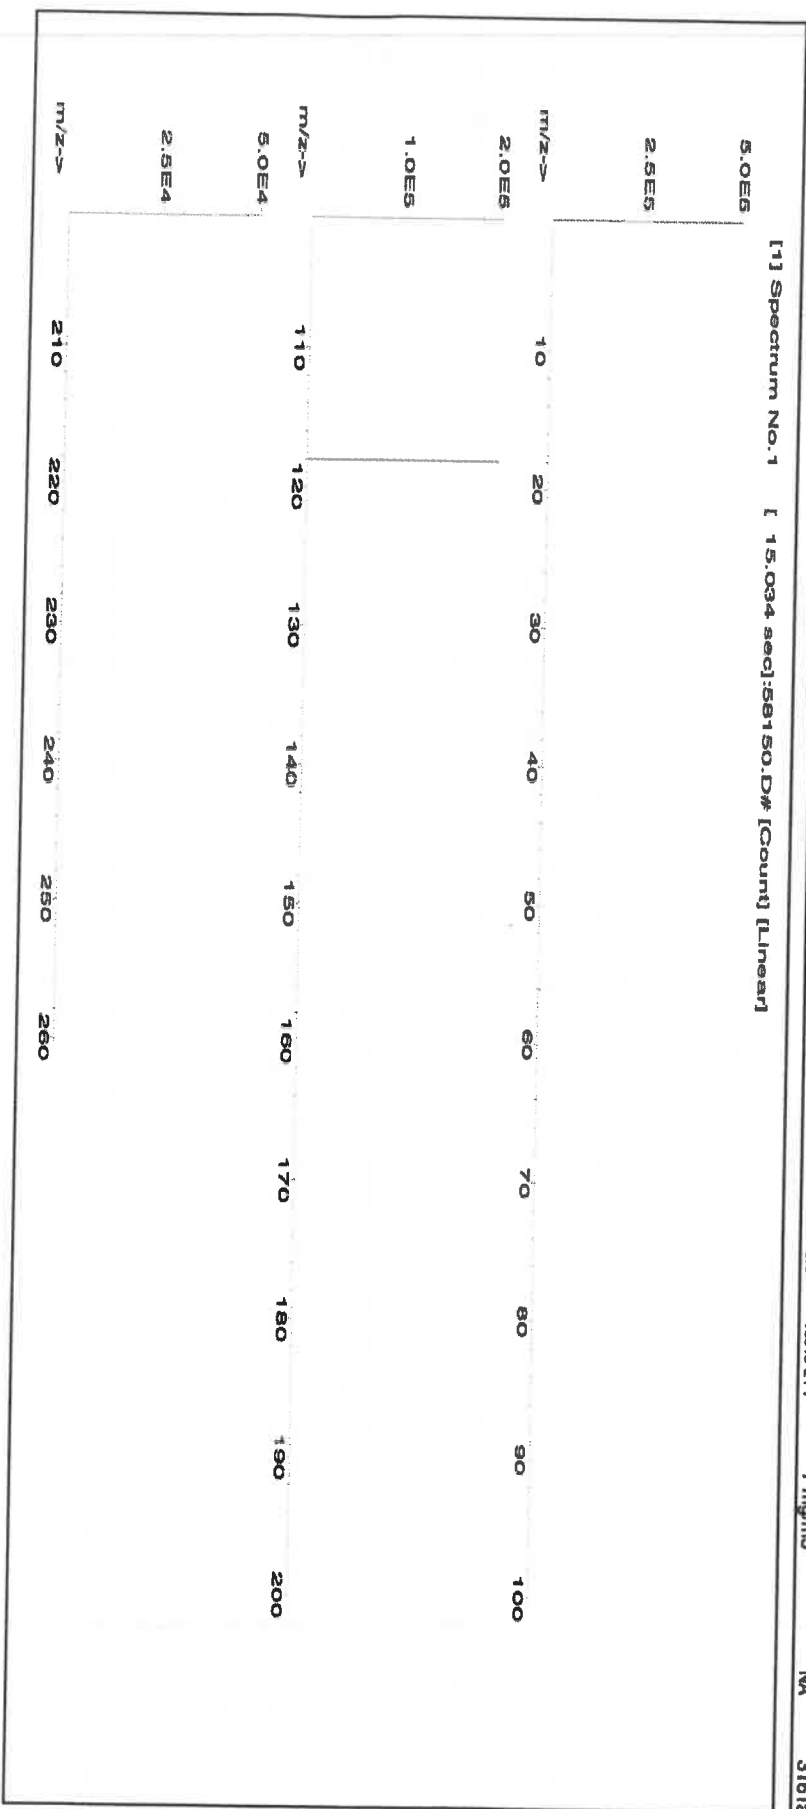 [1] Spectrum No.1 [ 15.034 sec]:58150.D# [Count] [Linear]
5.0E5
2.5E5
m/z-> 10 20 30 40 50 60 70 80 90 100
2.0E5
1.0E5
m/z-> 110 120 130 140 150 160 170 180 190 200
5.0E4
2.5E4
m/z-> 210 220 230 240 250 260
NA